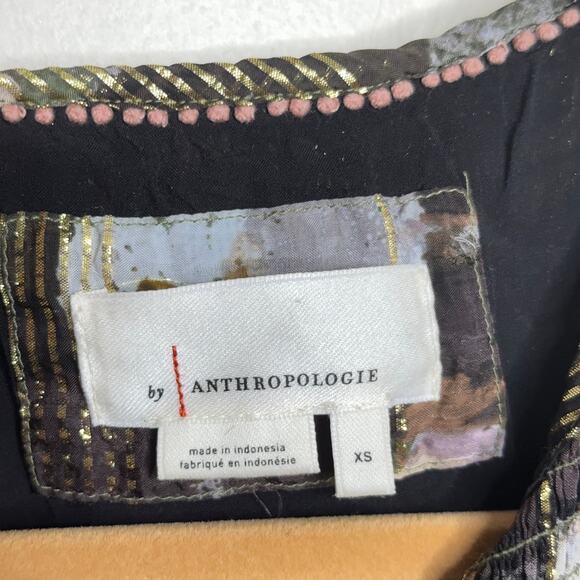 by ANTHROPOLOGIE
made in indonesia
fabriqué en indonésie
XS